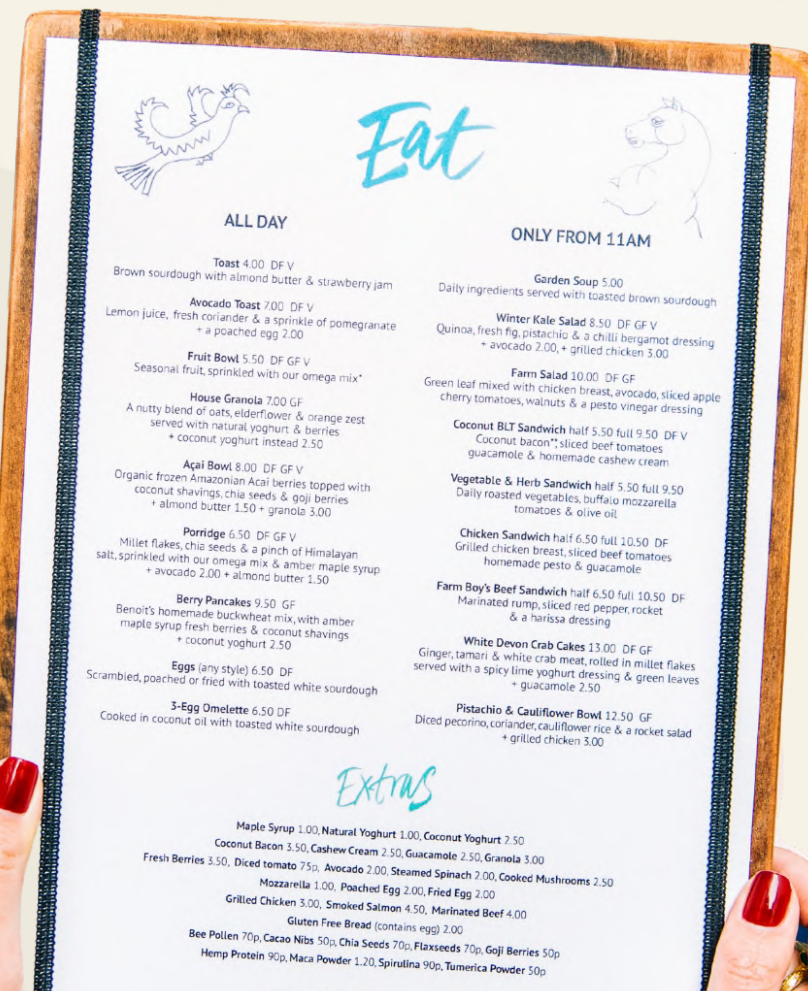 Eat
ALL DAY
Toast 4.00 DF V
Brown sourdough with almond butter & strawberry jam
Avocado Toast 7.00 DF V
Lemon juice, fresh coriander & a sprinkle of pomegranate
+ a poached egg 2.00
Fruit Bowl 5.50 DF GF V
Seasonal fruit, sprinkled with our omega mix*
House Granola 7.00 GF
A nutty blend of oats, elderflower & orange zest
served with natural yoghurt & berries
+ coconut yoghurt instead 2.50
Açai Bowl 8.00 DF GF V
Organic frozen Amazonian Acai berries topped with
coconut shavings, chia seeds & goji berries
+ almond butter 1.50 + granola 3.00
Porridge 6.50 DF GF V
Millet flakes, chia seeds & a pinch of Himalayan
salt, sprinkled with our omega mix & amber maple syrup
+ avocado 2.00 + almond butter 1.50
Berry Pancakes 9.50 GF
Benoit's homemade buckwheat mix, with amber
maple syrup fresh berries & coconut shavings
+ coconut yoghurt 2.50
Eggs (any style) 6.50 DF
Scrambled, poached or fried with toasted white sourdough
3-Egg Omelette 6.50 DF
Cooked in coconut oil with toasted white sourdough
ONLY FROM 11AM
Garden Soup 5.00
Daily ingredients served with toasted brown sourdough
Winter Kale Salad 8.50 DF GF V
Quinoa, fresh fig, pistachio & a chilli bergamot dressing
+ avocado 2.00, + grilled chicken 3.00
Farm Salad 10.00 DF GF
Green leaf mixed with chicken breast, avocado, sliced apple
cherry tomatoes, walnuts & a pesto vinegar dressing
Coconut BLT Sandwich half 5.50 full 9.50 DF V
Coconut bacon**, sliced beef tomatoes
guacamole & homemade cashew cream
Vegetable & Herb Sandwich half 5.50 full 9.50
Daily roasted vegetables, buffalo mozzarella
tomatoes & olive oil
Chicken Sandwich half 6.50 full 10.50 DF
Grilled chicken breast, sliced beef tomatoes
homemade pesto & guacamole
Farm Boy's Beef Sandwich half 6.50 full 10.50 DF
Marinated rump, sliced red pepper, rocket
& a harissa dressing
White Devon Crab Cakes 13.00 DF GF
Ginger, tamari & white crab meat, rolled in millet flakes
served with a spicy lime yoghurt dressing & green leaves
+ guacamole 2.50
Pistachio & Cauliflower Bowl 12.50 GF
Diced pecorino, coriander, cauliflower rice & a rocket salad
+ grilled chicken 3.00
Extras
Maple Syrup 1.00, Natural Yoghurt 1.00, Coconut Yoghurt 2.50
Coconut Bacon 3.50, Cashew Cream 2.50, Guacamole 2.50, Granola 3.00
Fresh Berries 3.50, Diced tomato 75p, Avocado 2.00, Steamed Spinach 2.00, Cooked Mushrooms 2.50
Mozzarella 1.00, Poached Egg 2.00, Fried Egg 2.00
Grilled Chicken 3.00, Smoked Salmon 4.50, Marinated Beef 4.00
Gluten Free Bread (contains egg) 2.00
Bee Pollen 70p, Cacao Nibs 50p, Chia Seeds 70p, Flaxseeds 70p, Goji Berries 50p
Hemp Protein 90p, Maca Powder 1.20, Spirulina 90p, Tumerica Powder 50p